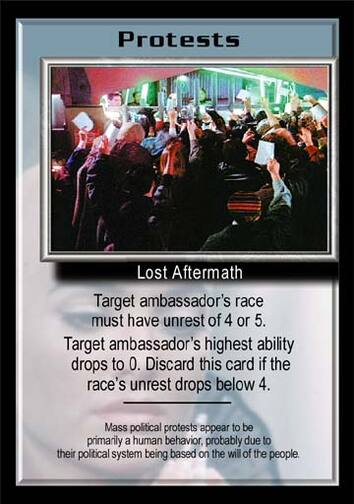 Protests
Lost Aftermath
Target ambassador's race
must have unrest of 4 or 5.
Target ambassador's highest ability
drops to 0. Discard this card if the
race's unrest drops below 4.
Mass political protests appear to be
primarily a human behavior, probably due to
their political system being based on the will of the people.